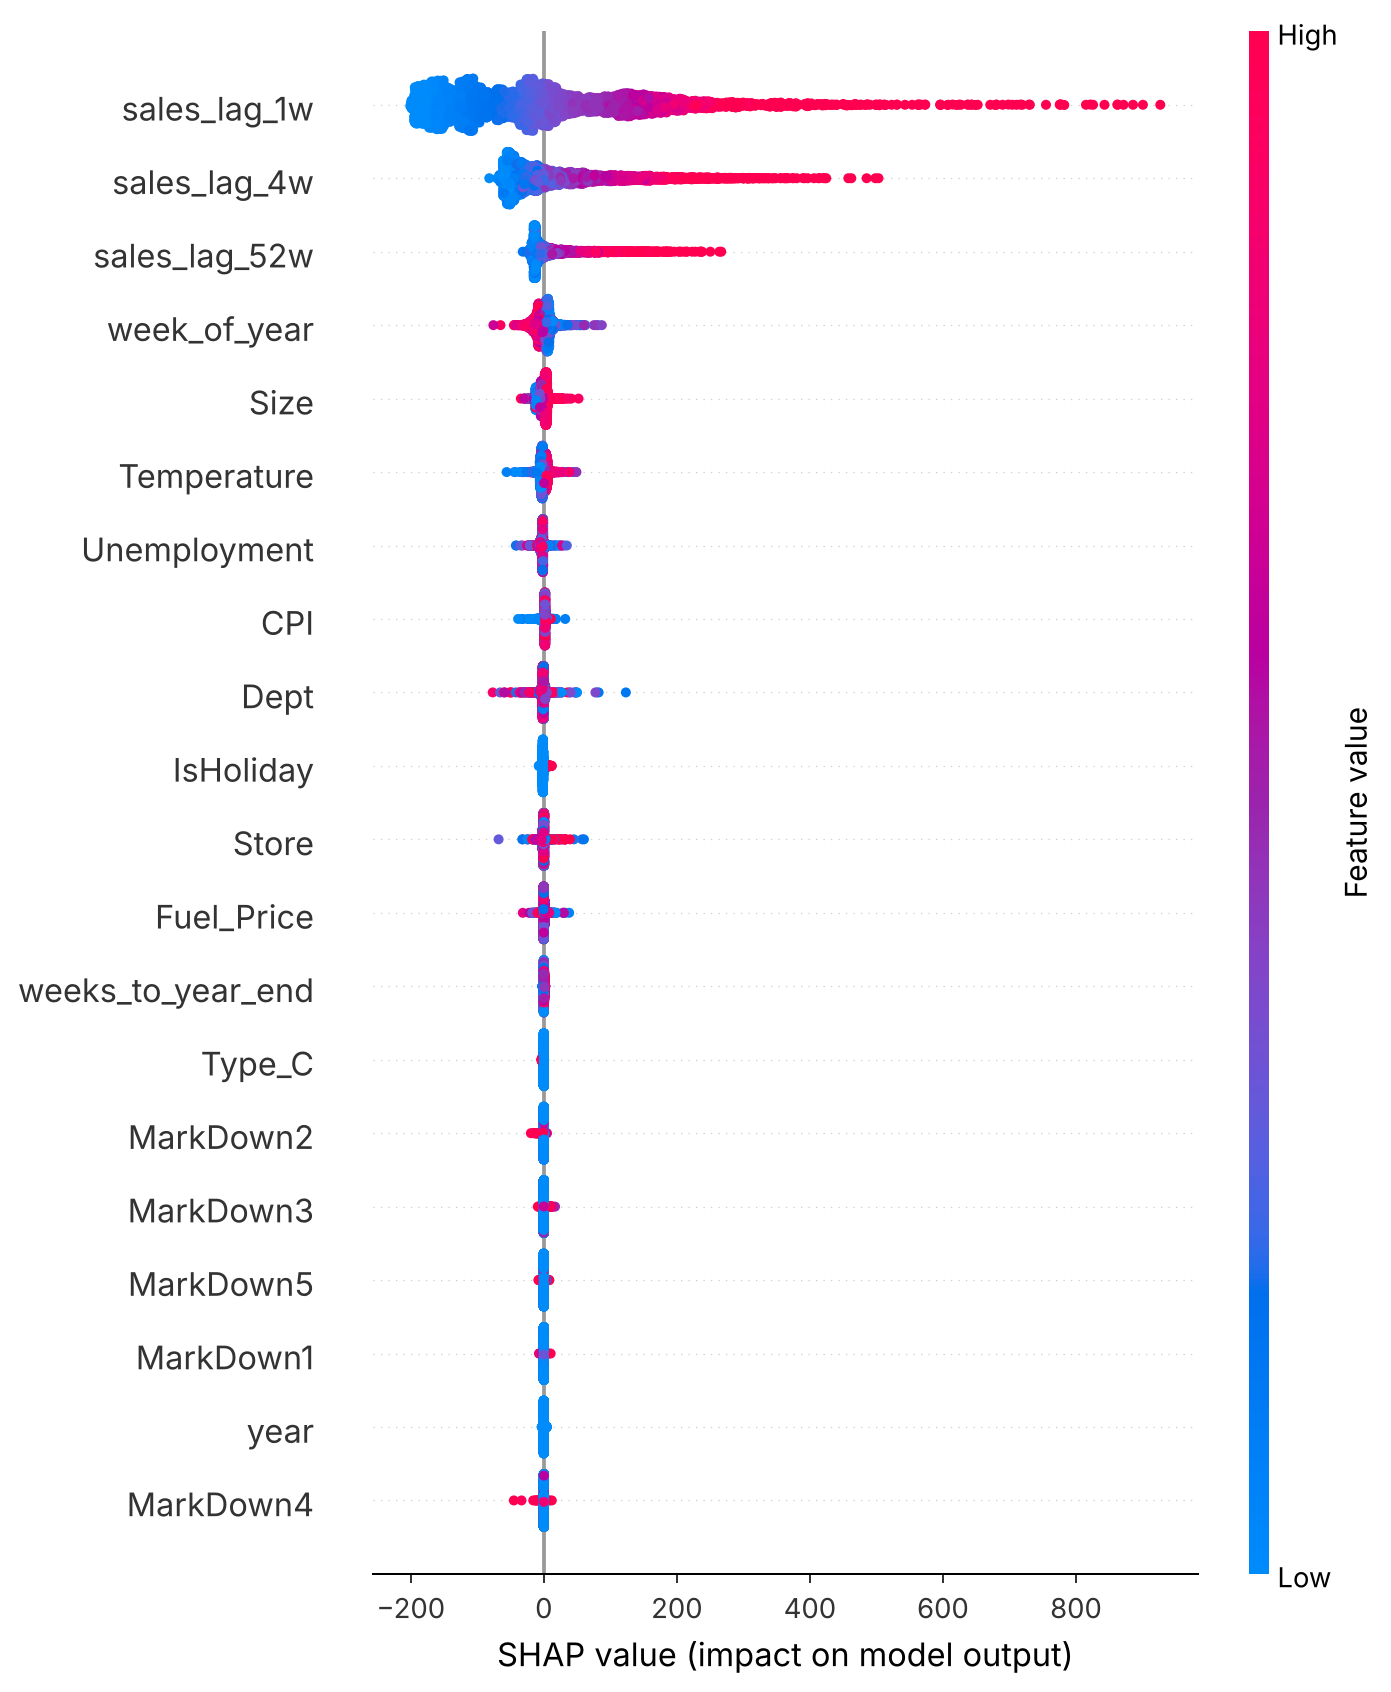 High
sales_lag_1w
sales_lag_4w
sales_lag_52w
week_of_year
Size
Temperature
Unemployment
CPI
Dept
IsHoliday
Store
Fuel_Price
weeks_to_year_end
Type_C
MarkDown2
MarkDown3
MarkDown5
MarkDown1
year
MarkDown4
Feature value
Low
−200 0 200 400 600 800
SHAP value (impact on model output)